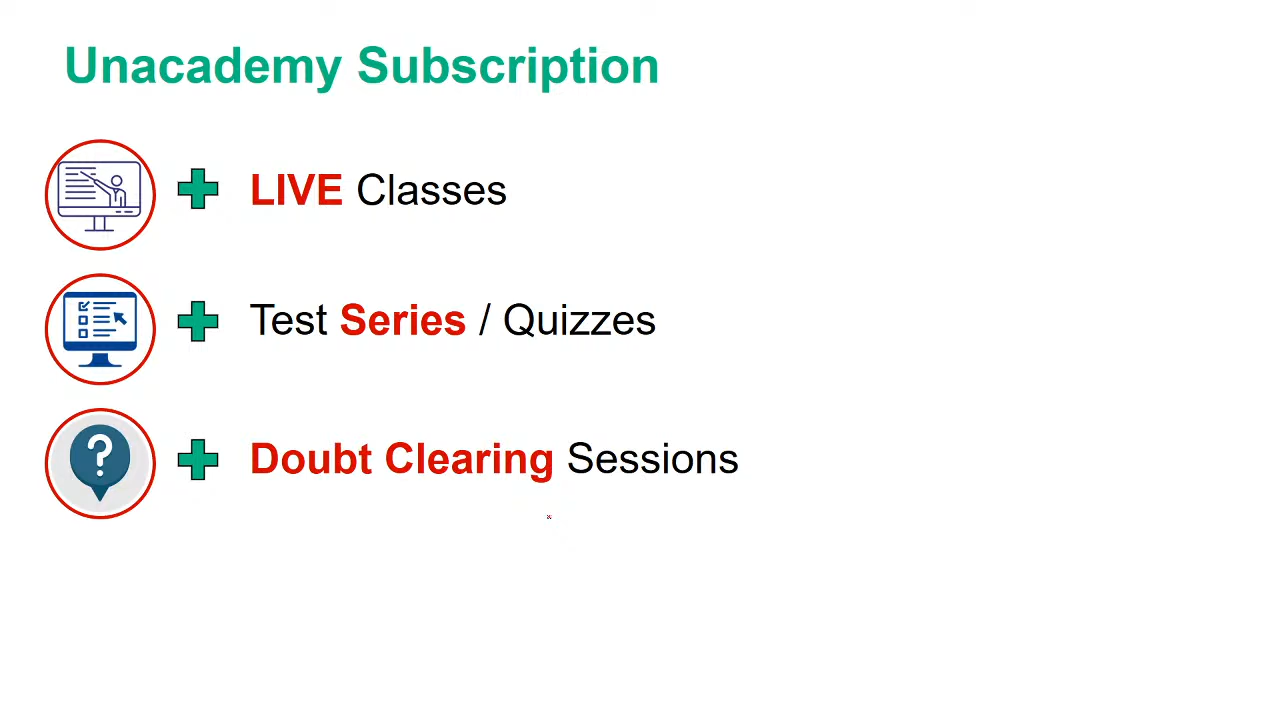 Unacademy Subscription
LIVE Classes
Test Series / Quizzes
Doubt Clearing Sessions